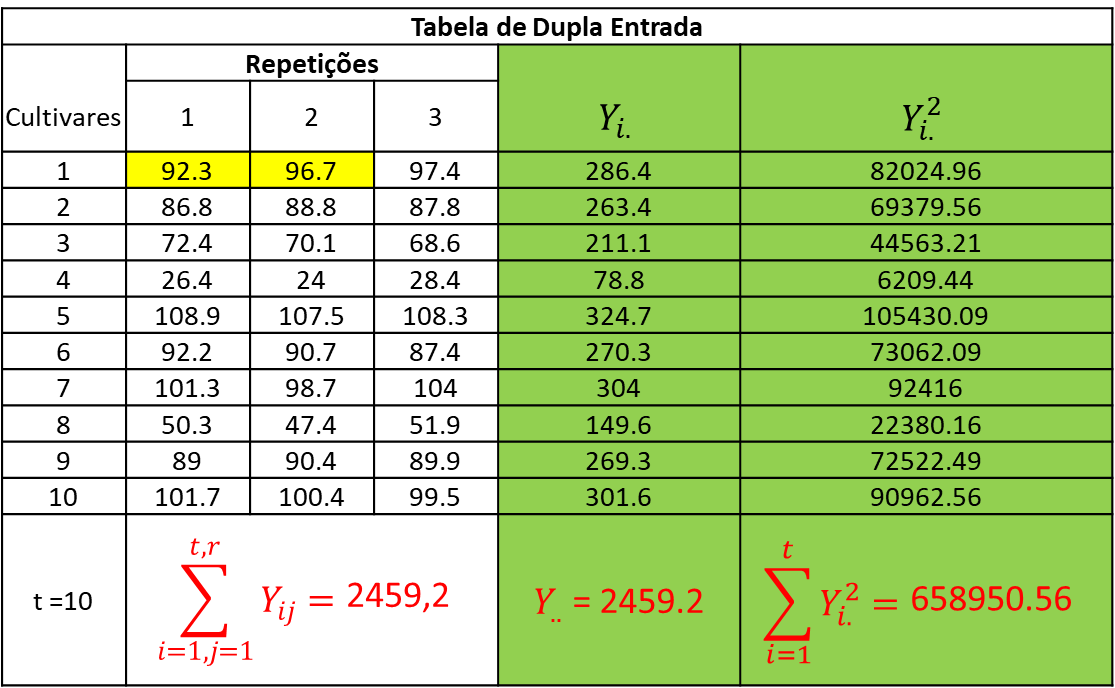 Tabela de Dupla Entrada
Repetições
Cultivares 1 2 3 Yi. Yi.²
1 92.3 96.7 97.4 286.4 82024.96
2 86.8 88.8 87.8 263.4 69379.56
3 72.4 70.1 68.6 211.1 44563.21
4 26.4 24 28.4 78.8 6209.44
5 108.9 107.5 108.3 324.7 105430.09
6 92.2 90.7 87.4 270.3 73062.09
7 101.3 98.7 104 304 92416
8 50.3 47.4 51.9 149.6 22380.16
9 89 90.4 89.9 269.3 72522.49
10 101.7 100.4 99.5 301.6 90962.56
t =10 ∑ i=1,j=1 t,r Yij = 2459,2 Y.. = 2459.2 ∑ i=1 t Yi.² = 658950.56